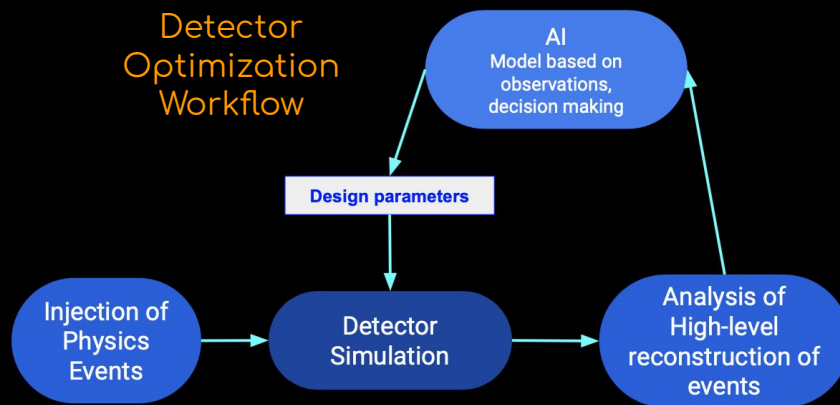 Detector
Optimization
Workflow
AI
Model based on
observations,
decision making
Design parameters
Injection of
Physics
Events
Detector
Simulation
Analysis of
High-level
reconstruction of
events